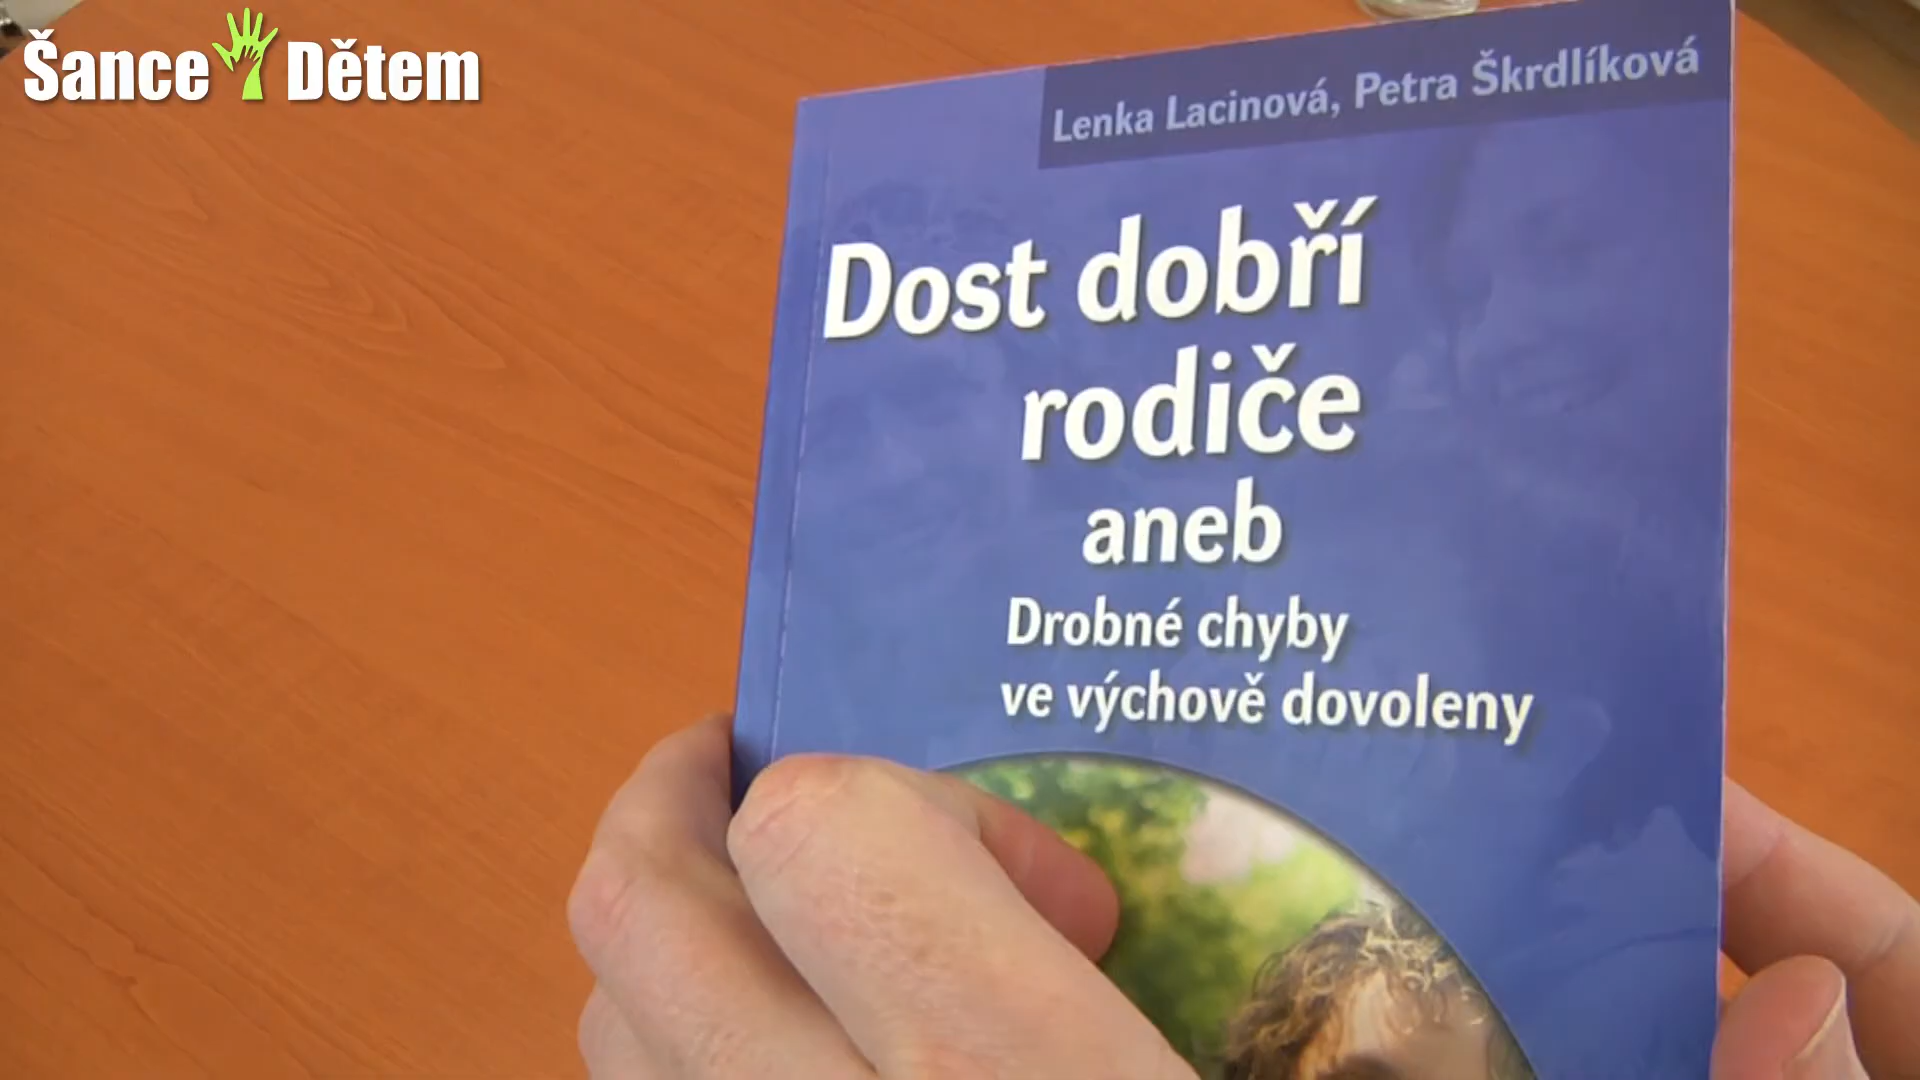 Šance Dětem
Lenka Lacinová, Petra Škrdlíková
Dost dobří
rodiče
aneb
Drobné chyby
ve výchově dovoleny